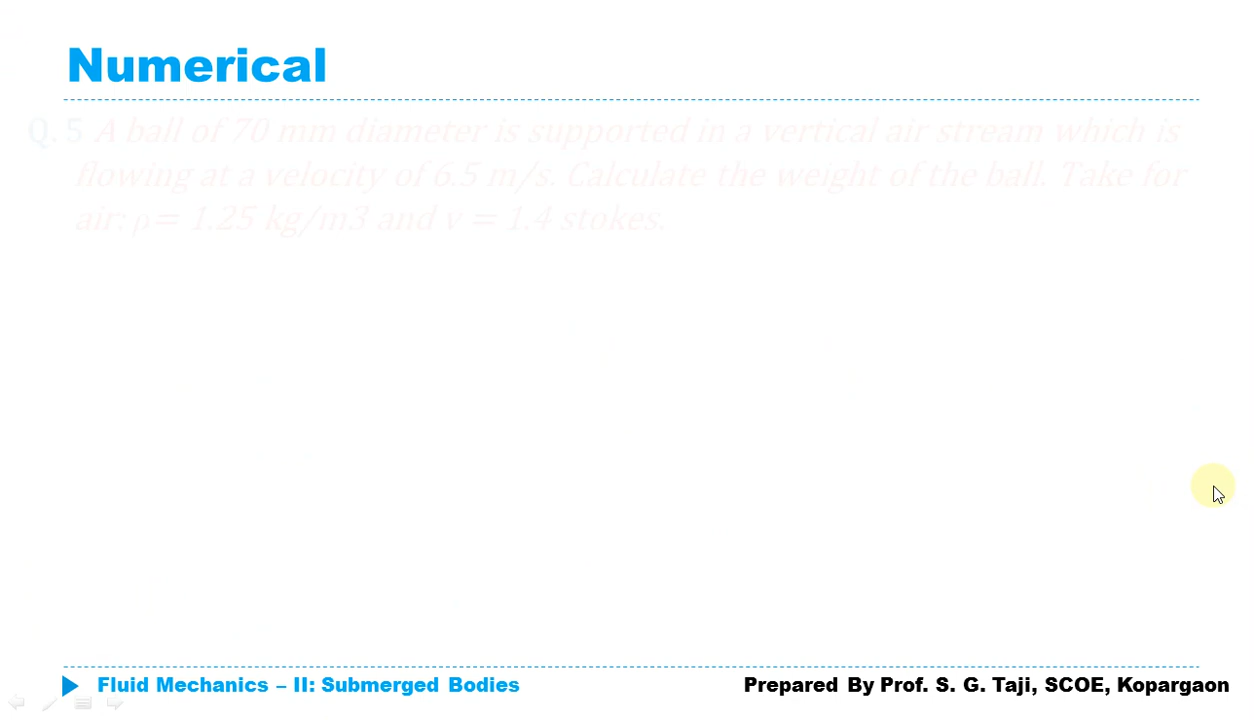 Numerical
Q. 5 A ball of 70 mm diameter is supported in a vertical air stream which is
flowing at a velocity of 6.5 m/s. Calculate the weight of the ball. Take for
air: ρ= 1.25 kg/m3 and v = 1.4 stokes.
Fluid Mechanics – II: Submerged Bodies
Prepared By Prof. S. G. Taji, SCOE, Kopargaon